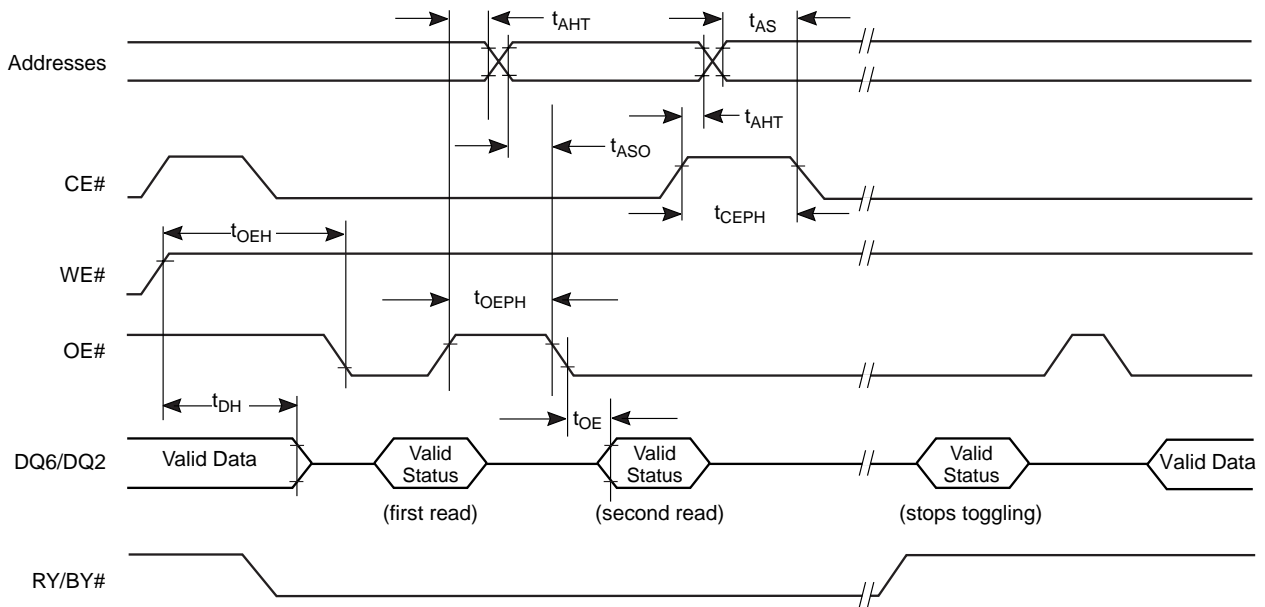 tAHT
tAS
Addresses
tAHT
tASO
CE#
tCEPH
tOEH
WE#
tOEPH
OE#
tDH
tOE
DQ6/DQ2
Valid Data
Valid
Status
Valid
Status
Valid
Status
Valid Data
(first read)
(second read)
(stops toggling)
RY/BY#